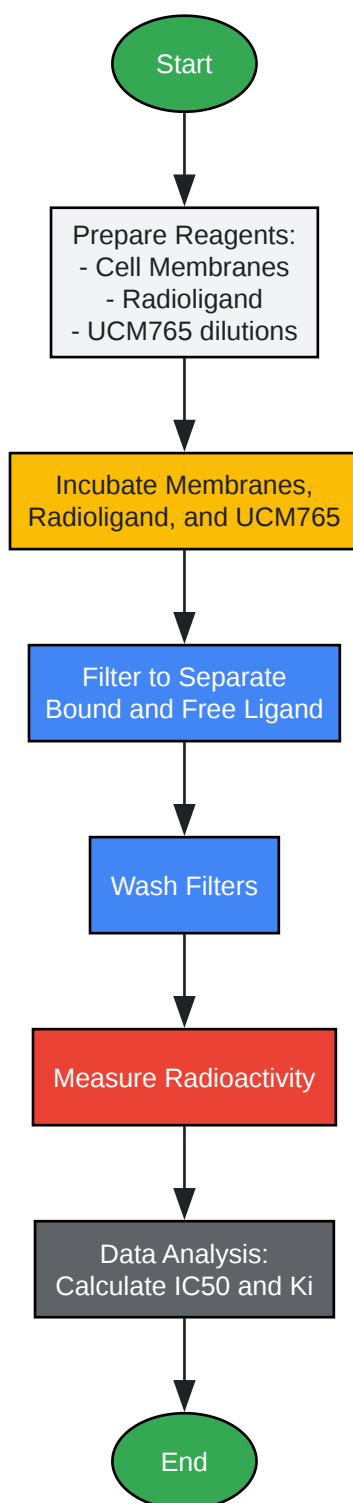 Start
Prepare Reagents:
- Cell Membranes
- Radioligand
- UCM765 dilutions
Incubate Membranes,
Radioligand, and UCM765
Filter to Separate
Bound and Free Ligand
Wash Filters
Measure Radioactivity
Data Analysis:
Calculate IC50 and Ki
End